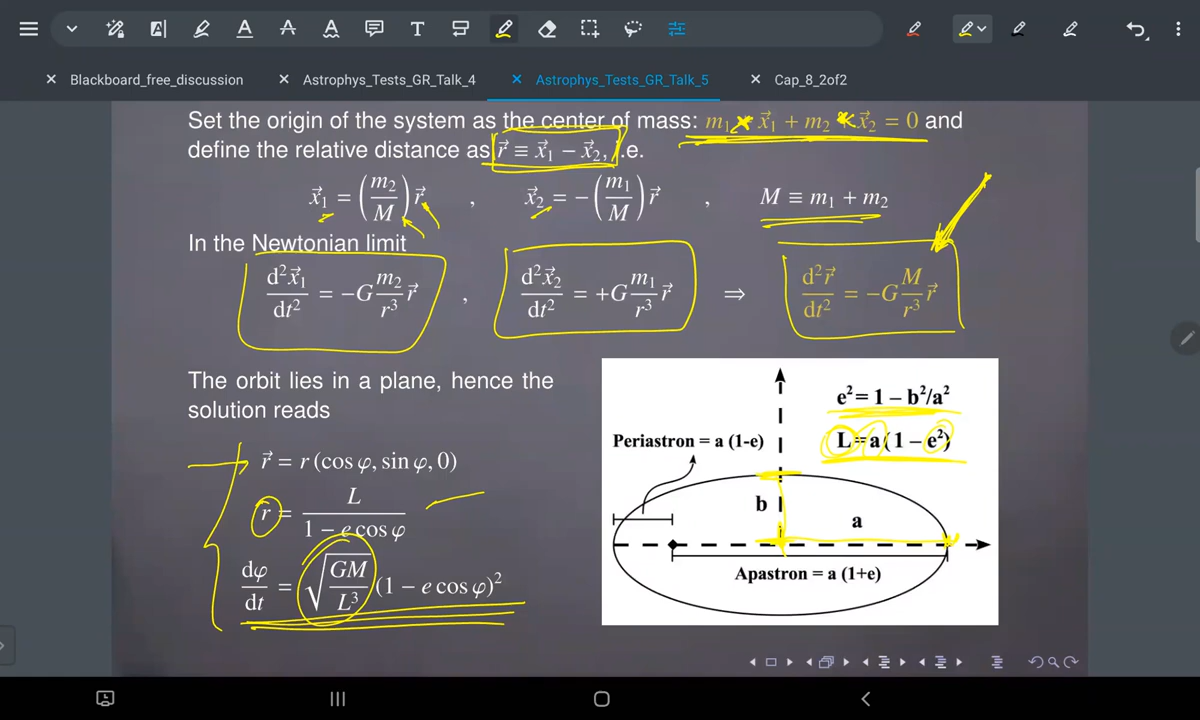 Blackboard_free_discussion
Astrophys_Tests_GR_Talk_4
Astrophys_Tests_GR_Talk_5
Cap_8_2of2
Set the origin of the system as the center of mass: m₁ × x⃗₁ + m₂ × x⃗₂ = 0 and
define the relative distance as r⃗ ≡ x⃗₁ − x⃗₂, i.e.
x⃗₁ = (m₂/M) r⃗ , x⃗₂ = −(m₁/M) r⃗ , M ≡ m₁ + m₂
In the Newtonian limit
d²x⃗₁/dt² = −G m₂/r³ r⃗ , d²x⃗₂/dt² = +G m₁/r³ r⃗ ⇒ d²r⃗/dt² = −G M/r³ r⃗
The orbit lies in a plane, hence the
solution reads
r⃗ = r (cos φ, sin φ, 0)
r = L/(1 − e cos φ)
dφ/dt = √(GM/L³) (1 − e cos φ)²
e² = 1 – b²/a²
L = a (1 – e²)
Periastron = a (1-e)
b
a
Apastron = a (1+e)